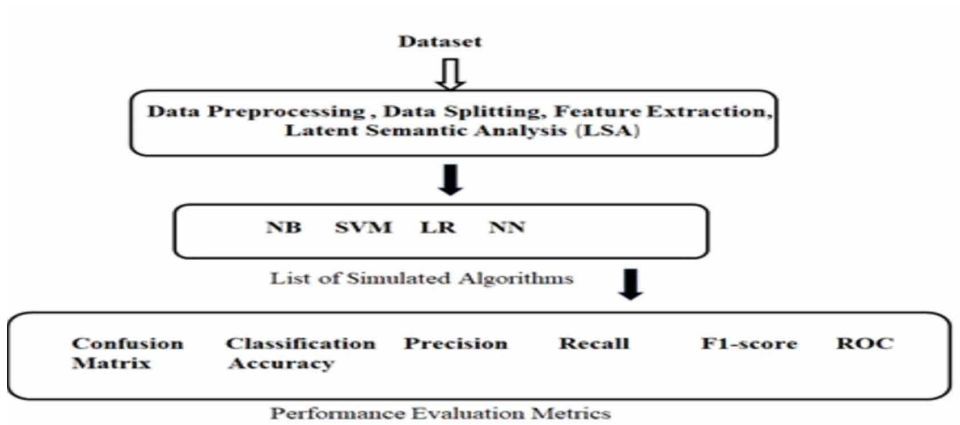 Dataset
Data Preprocessing , Data Splitting, Feature Extraction,
Latent Semantic Analysis (LSA)
NB SVM LR NN
List of Simulated Algorithms
Confusion Classification Precision Recall F1-score ROC
Matrix Accuracy
Performance Evaluation Metrics